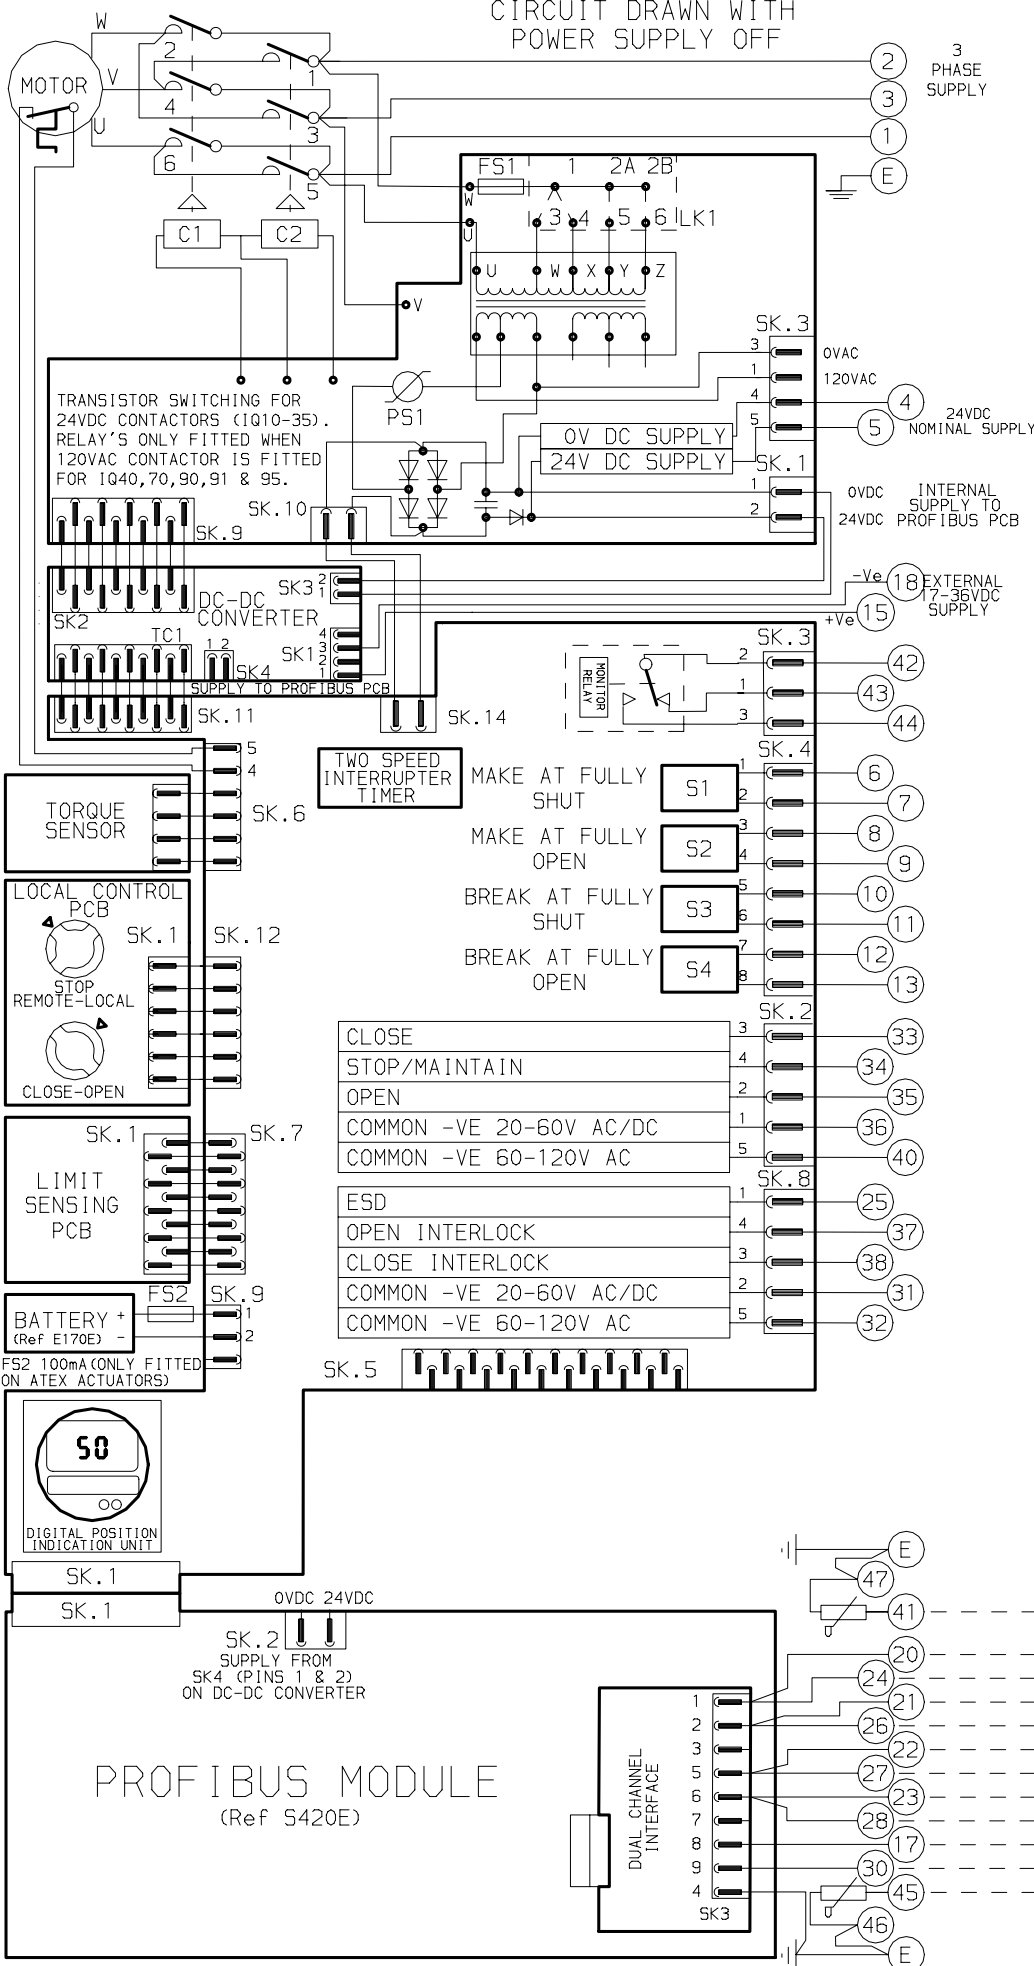 CIRCUIT DRAWN WITH
POWER SUPPLY OFF
W
V
U
MOTOR
2
4
6
1
3
5
C1
C2
2
3
1
E
3
PHASE
SUPPLY
FS1
1 2A 2B
W
U
3 4 5 6 LK1
U W X Y Z
V
SK.3
3 0VAC
1 120VAC
4
5
4
5
24VDC
NOMINAL SUPPLY
PS1
0V DC SUPPLY
24V DC SUPPLY
TRANSISTOR SWITCHING FOR
24VDC CONTACTORS (IQ10-35).
RELAY'S ONLY FITTED WHEN
120VAC CONTACTOR IS FITTED
FOR IQ40,70,90,91 & 95.
SK.1
1 0VDC
2 24VDC
INTERNAL
SUPPLY TO
PROFIBUS PCB
SK.9
SK.10
SK2
DC-DC
CONVERTER
SK3
2
1
TC1
1 2
SK4
SK1
4
3
2
1
SUPPLY TO PROFIBUS PCB
-Ve 18
+Ve 15
EXTERNAL
17-36VDC
SUPPLY
SK.11
SK.14
MONITOR
RELAY
SK.3
2 42
1 43
3 44
TWO SPEED
INTERRUPTER
TIMER
SK.4
MAKE AT FULLY
SHUT
S1
1 6
2 7
MAKE AT FULLY
OPEN
S2
3 8
4 9
BREAK AT FULLY
SHUT
S3
5 10
6 11
BREAK AT FULLY
OPEN
S4
7 12
8 13
5
4
SK.6
TORQUE
SENSOR
LOCAL CONTROL
PCB
SK.1
SK.12
STOP
REMOTE-LOCAL
CLOSE-OPEN
SK.2
CLOSE 3 33
STOP/MAINTAIN 4 34
OPEN 2 35
COMMON -VE 20-60V AC/DC 1 36
COMMON -VE 60-120V AC 5 40
SK.8
ESD 1 25
OPEN INTERLOCK 4 37
CLOSE INTERLOCK 3 38
COMMON -VE 20-60V AC/DC 2 31
COMMON -VE 60-120V AC 5 32
SK.1
SK.7
LIMIT
SENSING
PCB
FS2
SK.9
BATTERY +
(Ref E170E) -
1
2
FS2 100mA(ONLY FITTED
ON ATEX ACTUATORS)
SK.5
50
DIGITAL POSITION
INDICATION UNIT
SK.1
SK.1
0VDC 24VDC
SK.2
SUPPLY FROM
SK4 (PINS 1 & 2)
ON DC-DC CONVERTER
PROFIBUS MODULE
(Ref S420E)
DUAL CHANNEL
INTERFACE
1
2
3
5
6
7
8
9
4
SK3
E
47
41
U
20
24
21
26
22
27
23
28
17
30
45
U
46
E